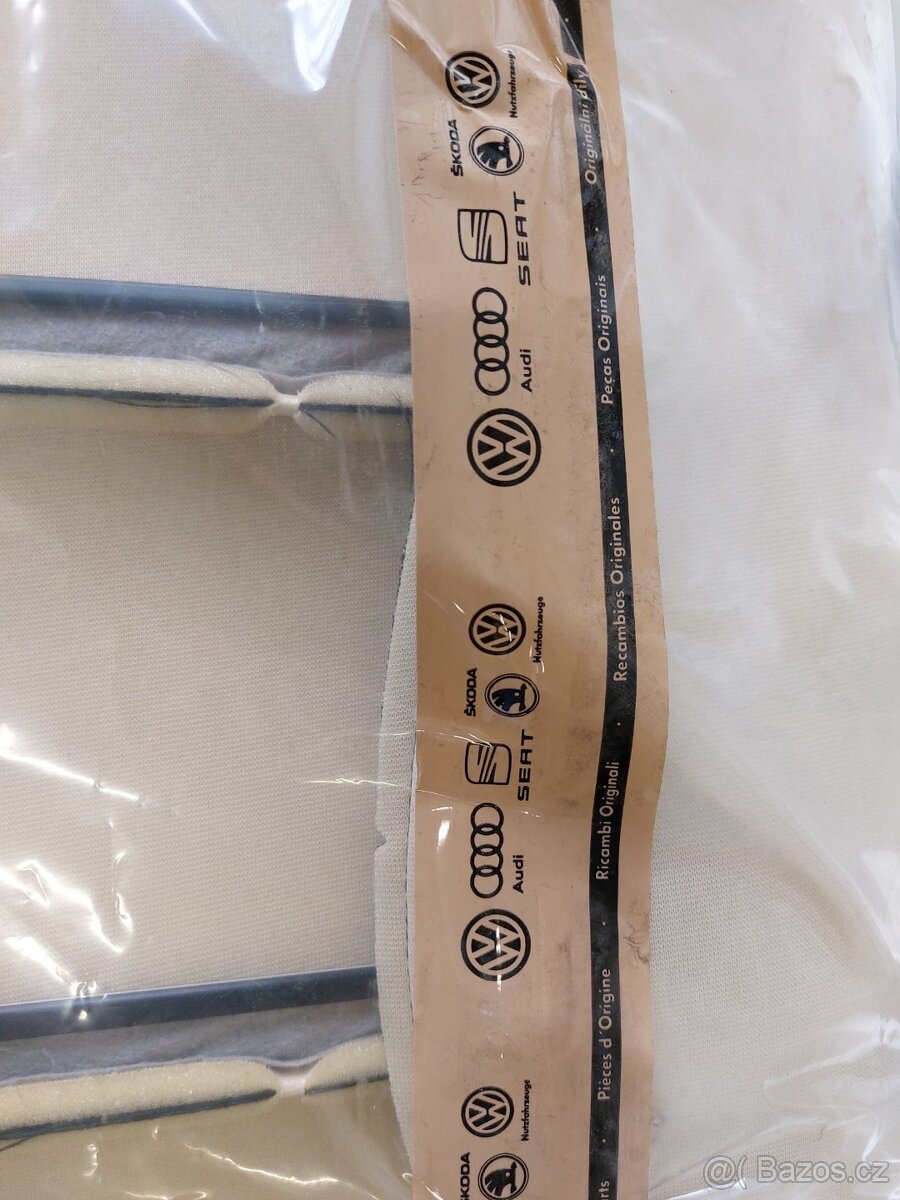 Audi
SEAT
ŠKODA
Nutzfahrzeuge
Audi
SEAT
ŠKODA
Nutzfahrzeuge
ŠKODA
Nutzfahrzeuge
· Pièces d'Origine · Ricambi Originali · Recambios Originales · Peças Originais · Originální díly
@( Bazos.cz